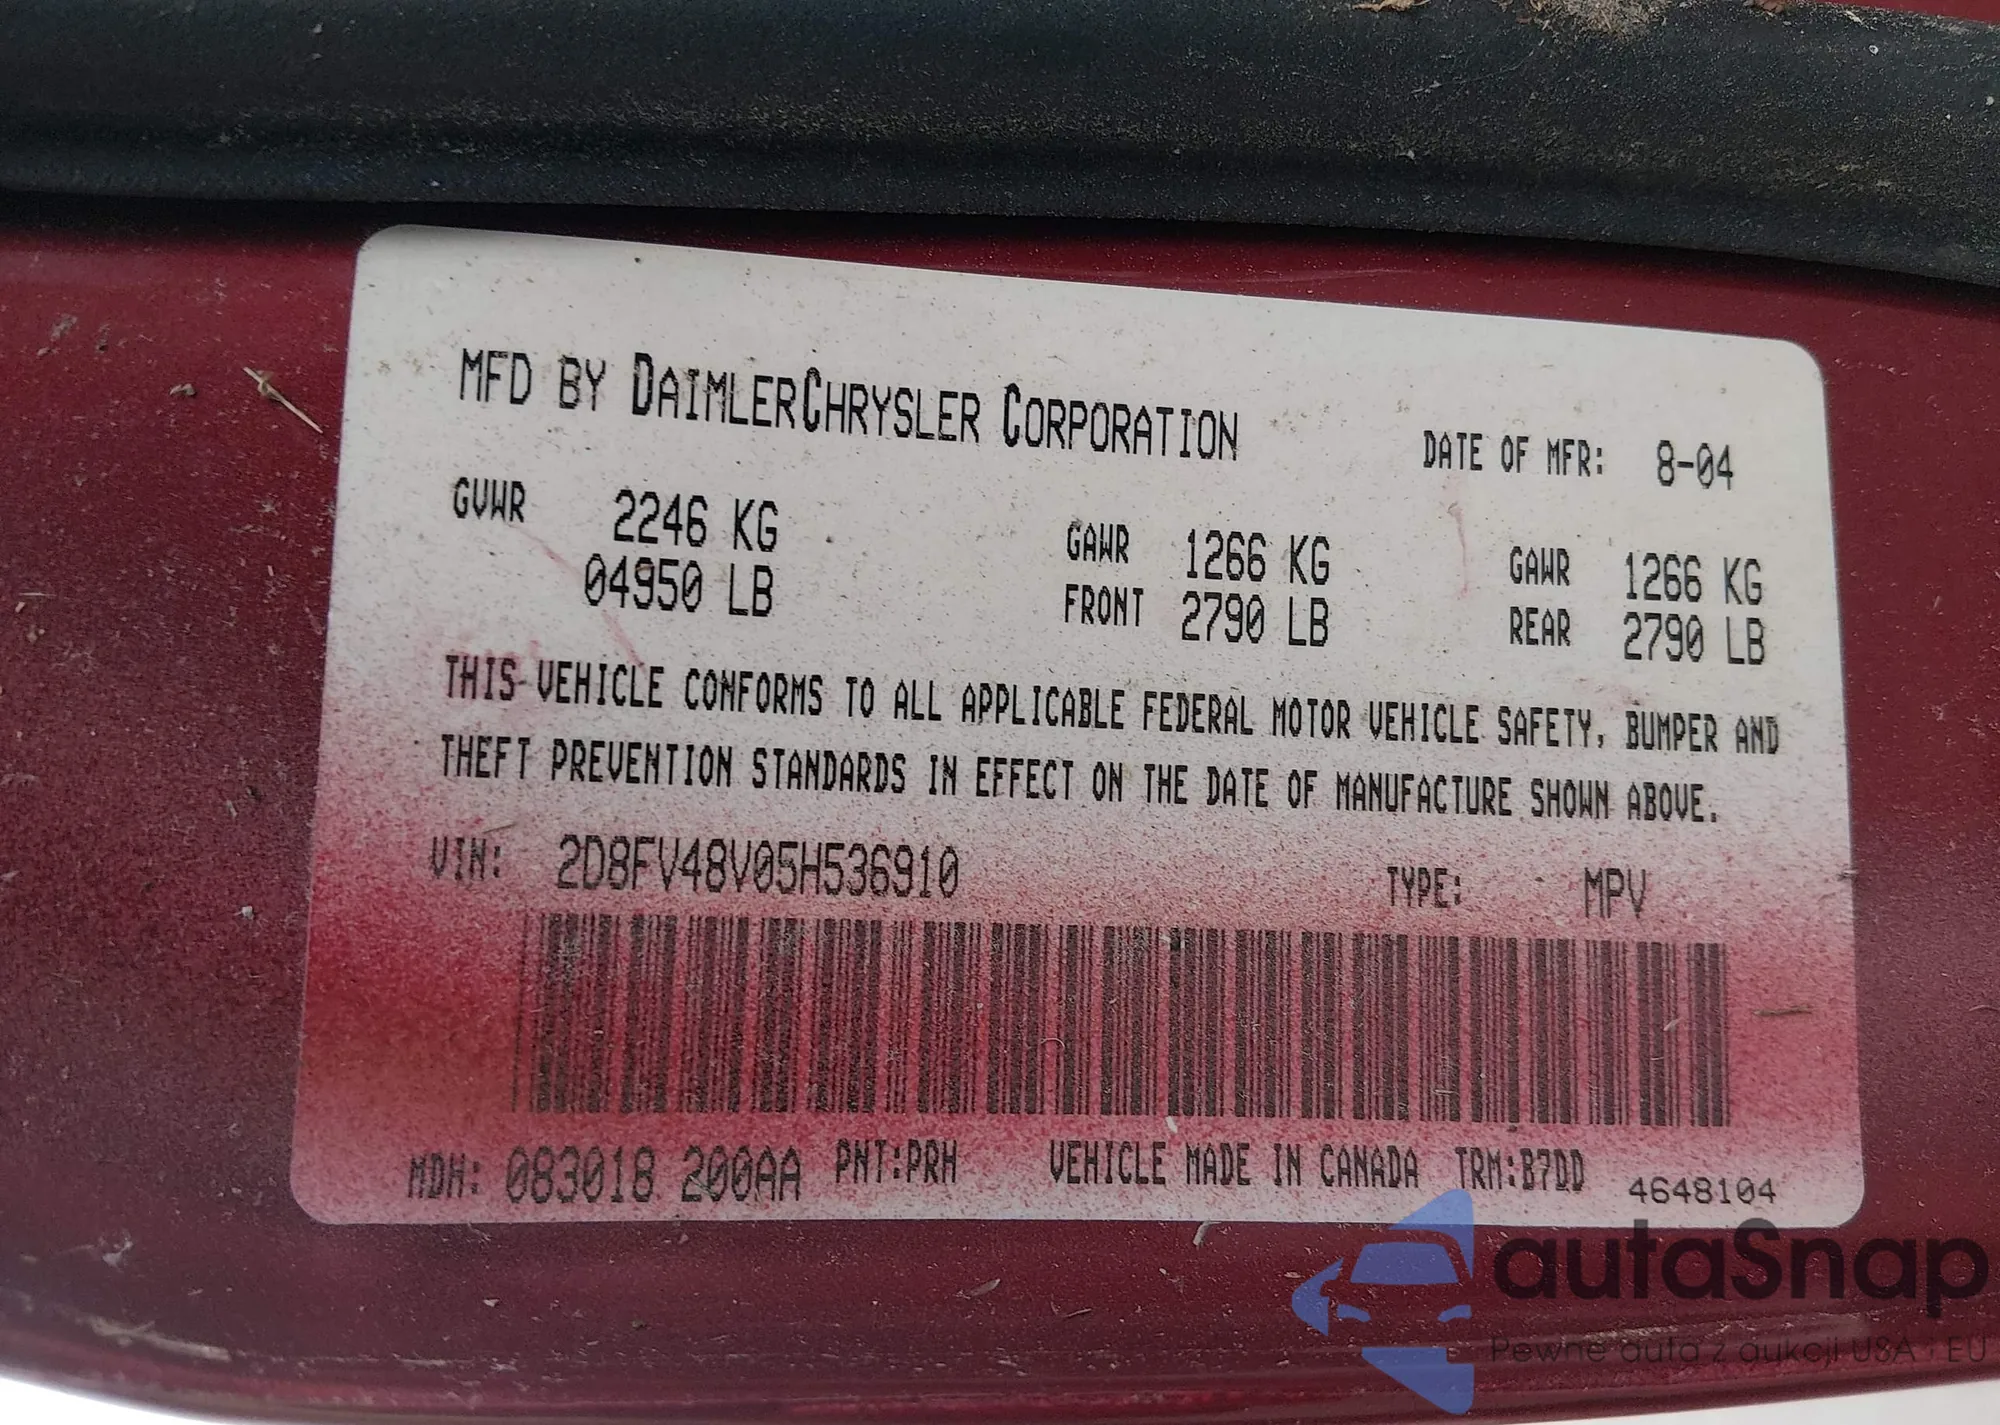 MFD BY DAIMLERCHRYSLER CORPORATION
DATE OF MFR: 8-04
GVWR 2246 KG
04950 LB
GAWR 1266 KG
FRONT 2790 LB
GAWR 1266 KG
REAR 2790 LB
THIS VEHICLE CONFORMS TO ALL APPLICABLE FEDERAL MOTOR VEHICLE SAFETY, BUMPER AND
THEFT PREVENTION STANDARDS IN EFFECT ON THE DATE OF MANUFACTURE SHOWN ABOVE.
VIN: 2D8FV48V05H536910 TYPE: MPV
MDH: 083018 200AA PNT:PRH VEHICLE MADE IN CANADA TRM:B7DD 4648104
autaSnap
Pewne auta z aukcji USA i EU